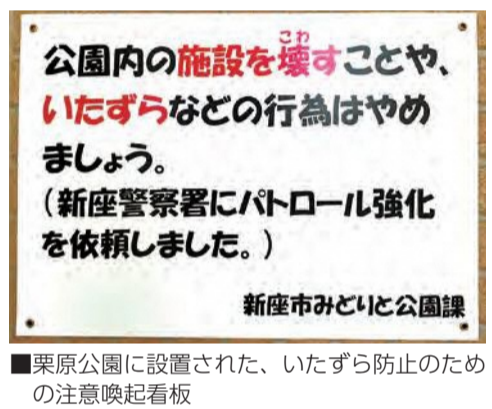 公園内の施設を壊すことや、
いたずらなどの行為はやめ
ましょう。
（新座警察署にパトロール強化
を依頼しました。）
新座市みどりと公園課
■栗原公園に設置された、いたずら防止のため
の注意喚起看板